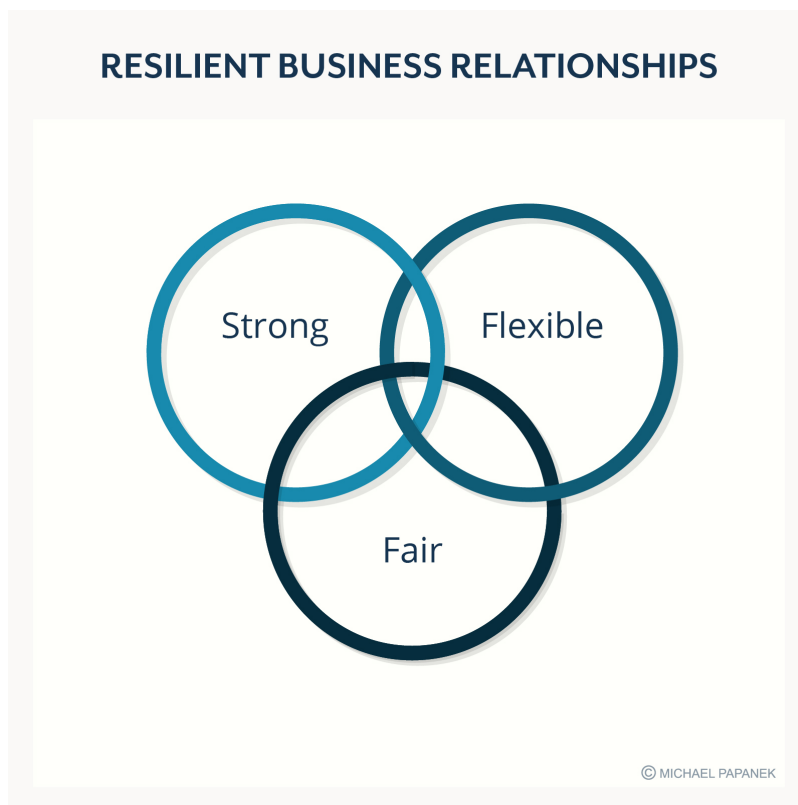 RESILIENT BUSINESS RELATIONSHIPS
Strong
Flexible
Fair
© MICHAEL PAPANEK